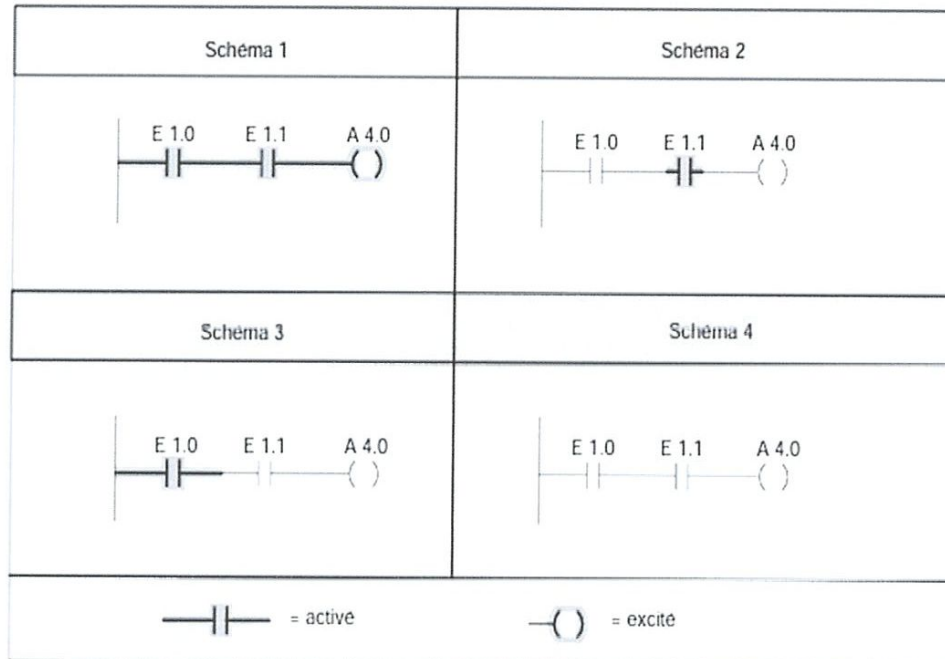 Schéma 1
Schéma 2
E 1.0 E 1.1 A 4.0
E 1.0 E 1.1 A 4.0
Schéma 3
Schéma 4
E 1.0 E 1.1 A 4.0
E 1.0 E 1.1 A 4.0
= activé
= excité